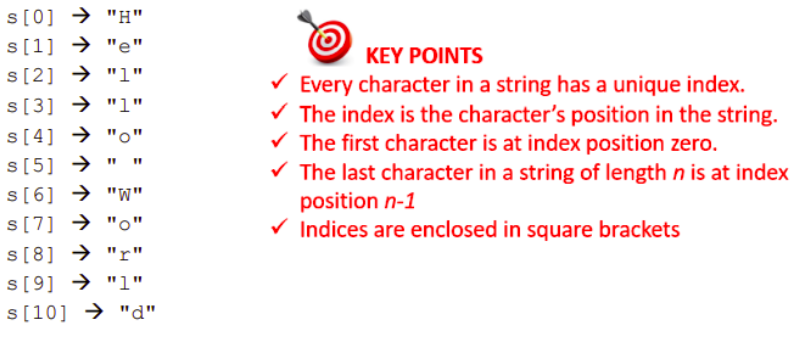 s[0] → "H"
s[1] → "e"
s[2] → "l"
s[3] → "l"
s[4] → "o"
s[5] → " "
s[6] → "W"
s[7] → "o"
s[8] → "r"
s[9] → "l"
s[10] → "d"
KEY POINTS
✓ Every character in a string has a unique index.
✓ The index is the character’s position in the string.
✓ The first character is at index position zero.
✓ The last character in a string of length n is at index
position n-1
✓ Indices are enclosed in square brackets